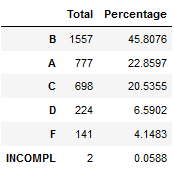 Total Percentage
B 1557 45.8076
A 777 22.8597
C 698 20.5355
D 224 6.5902
F 141 4.1483
INCOMPL 2 0.0588